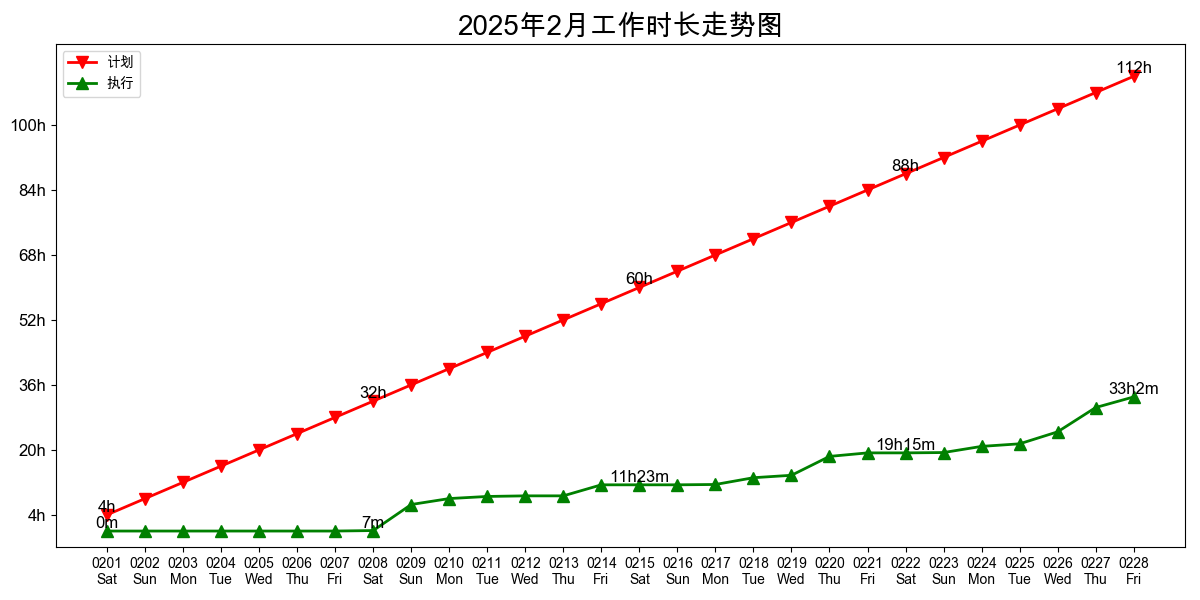 2025年2月工作时长走势图
计划
执行
100h
84h
68h
52h
36h
20h
4h
4h
32h
60h
88h
112h
0m
7m
11h23m
19h15m
33h2m
0201 0202 0203 0204 0205 0206 0207 0208 0209 0210 0211 0212 0213 0214 0215 0216 0217 0218 0219 0220 0221 0222 0223 0224 0225 0226 0227 0228
Sat Sun Mon Tue Wed Thu Fri Sat Sun Mon Tue Wed Thu Fri Sat Sun Mon Tue Wed Thu Fri Sat Sun Mon Tue Wed Thu Fri